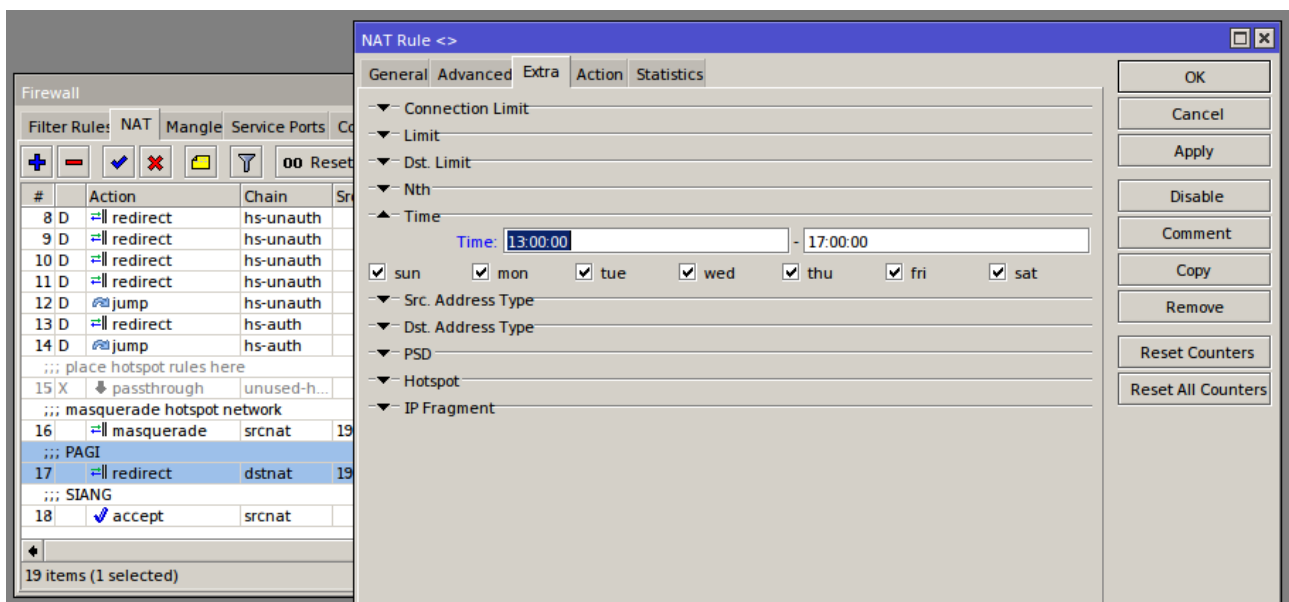 NAT Rule <>
General Advanced Extra Action Statistics
Connection Limit
Limit
Dst. Limit
Nth
Time
Time: 13:00:00 - 17:00:00
sun mon tue wed thu fri sat
Src. Address Type
Dst. Address Type
PSD
Hotspot
IP Fragment
OK
Cancel
Apply
Disable
Comment
Copy
Remove
Reset Counters
Reset All Counters
Firewall
Filter Rules NAT Mangle Service Ports Co
00 Reset
# Action Chain Sr
8 D redirect hs-unauth
9 D redirect hs-unauth
10 D redirect hs-unauth
11 D redirect hs-unauth
12 D jump hs-unauth
13 D redirect hs-auth
14 D jump hs-auth
;;; place hotspot rules here
15 X passthrough unused-h...
;;; masquerade hotspot network
16 masquerade srcnat 19
;;; PAGI
17 redirect dstnat 19
;;; SIANG
18 accept srcnat
19 items (1 selected)